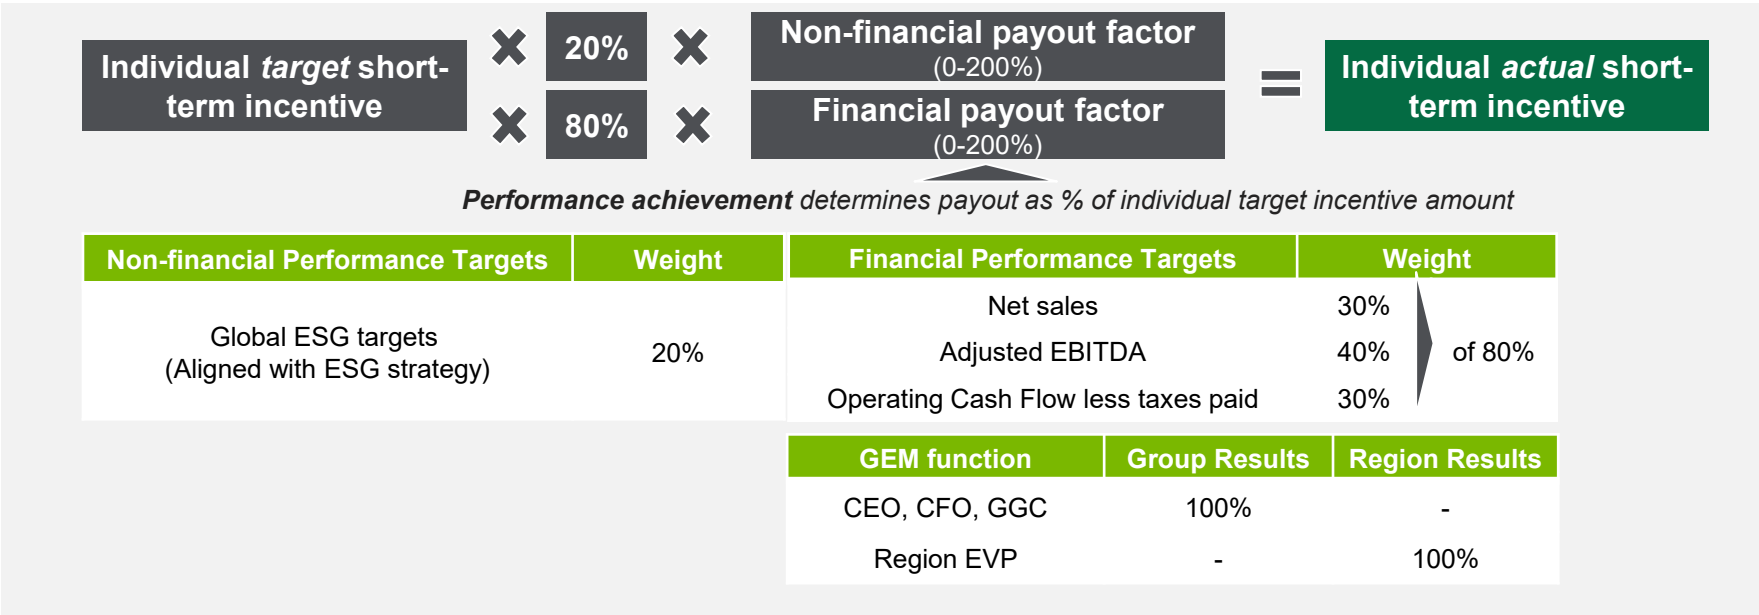 Individual target short-
term incentive
20%
Non-financial payout factor
(0-200%)
80%
Financial payout factor
(0-200%)
=
Individual actual short-
term incentive
Performance achievement determines payout as % of individual target incentive amount
Non-financial Performance Targets Weight
Global ESG targets
(Aligned with ESG strategy)
20%
Financial Performance Targets Weight
Net sales 30%
Adjusted EBITDA 40% of 80%
Operating Cash Flow less taxes paid 30%
GEM function Group Results Region Results
CEO, CFO, GGC 100% -
Region EVP - 100%